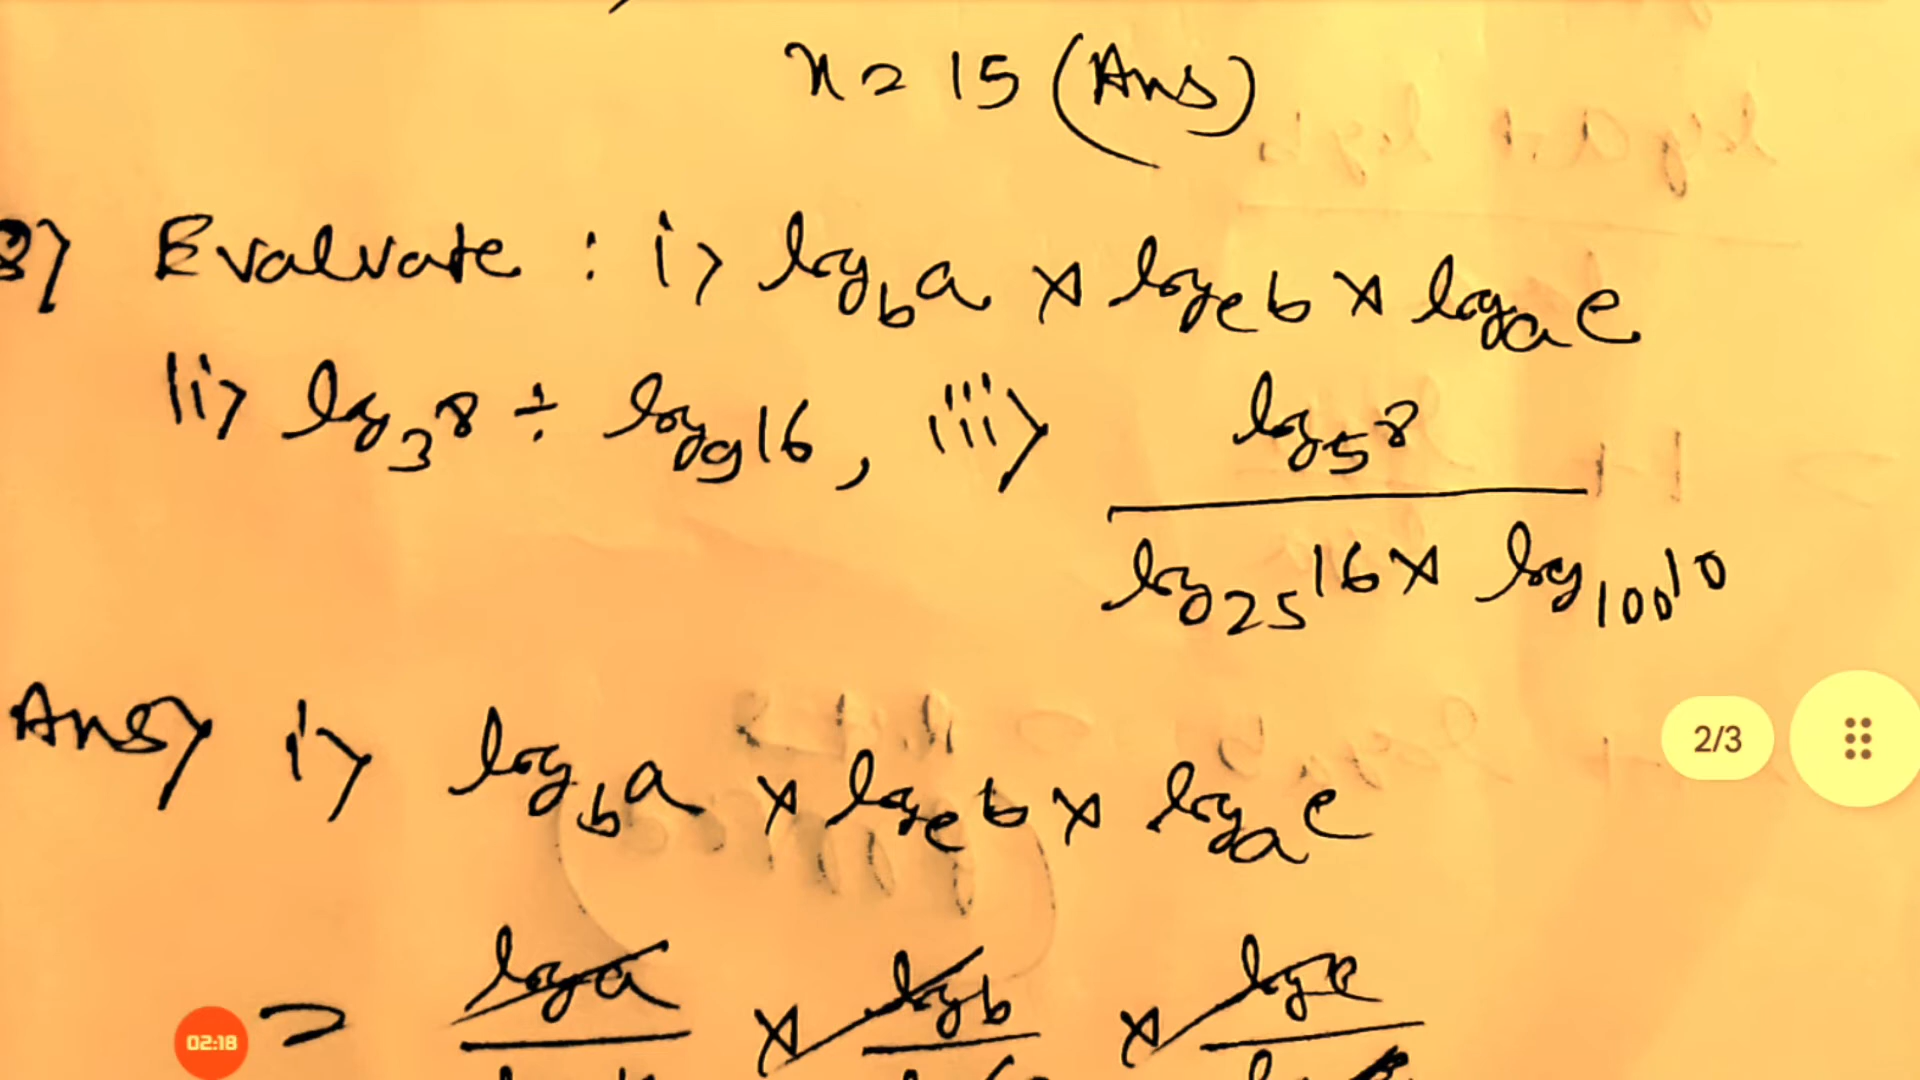 x = 15 (Ans)
8) Evaluate : i) log_b a × log_c b × log_a c
ii) log_3 8 ÷ log_9 16, iii) log_5 8
log_25 16 × log_100 10
Ans) i) log_b a × log_c b × log_a c
= log a × log b × log c
2/3
02:18